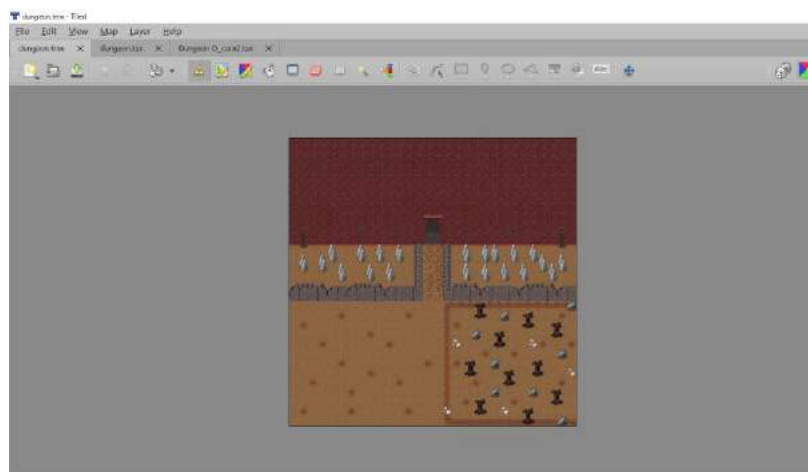 dungeon.tmx - Tiled
File Edit View Map Layer Help
dungeon.tmx dungeon.tsx